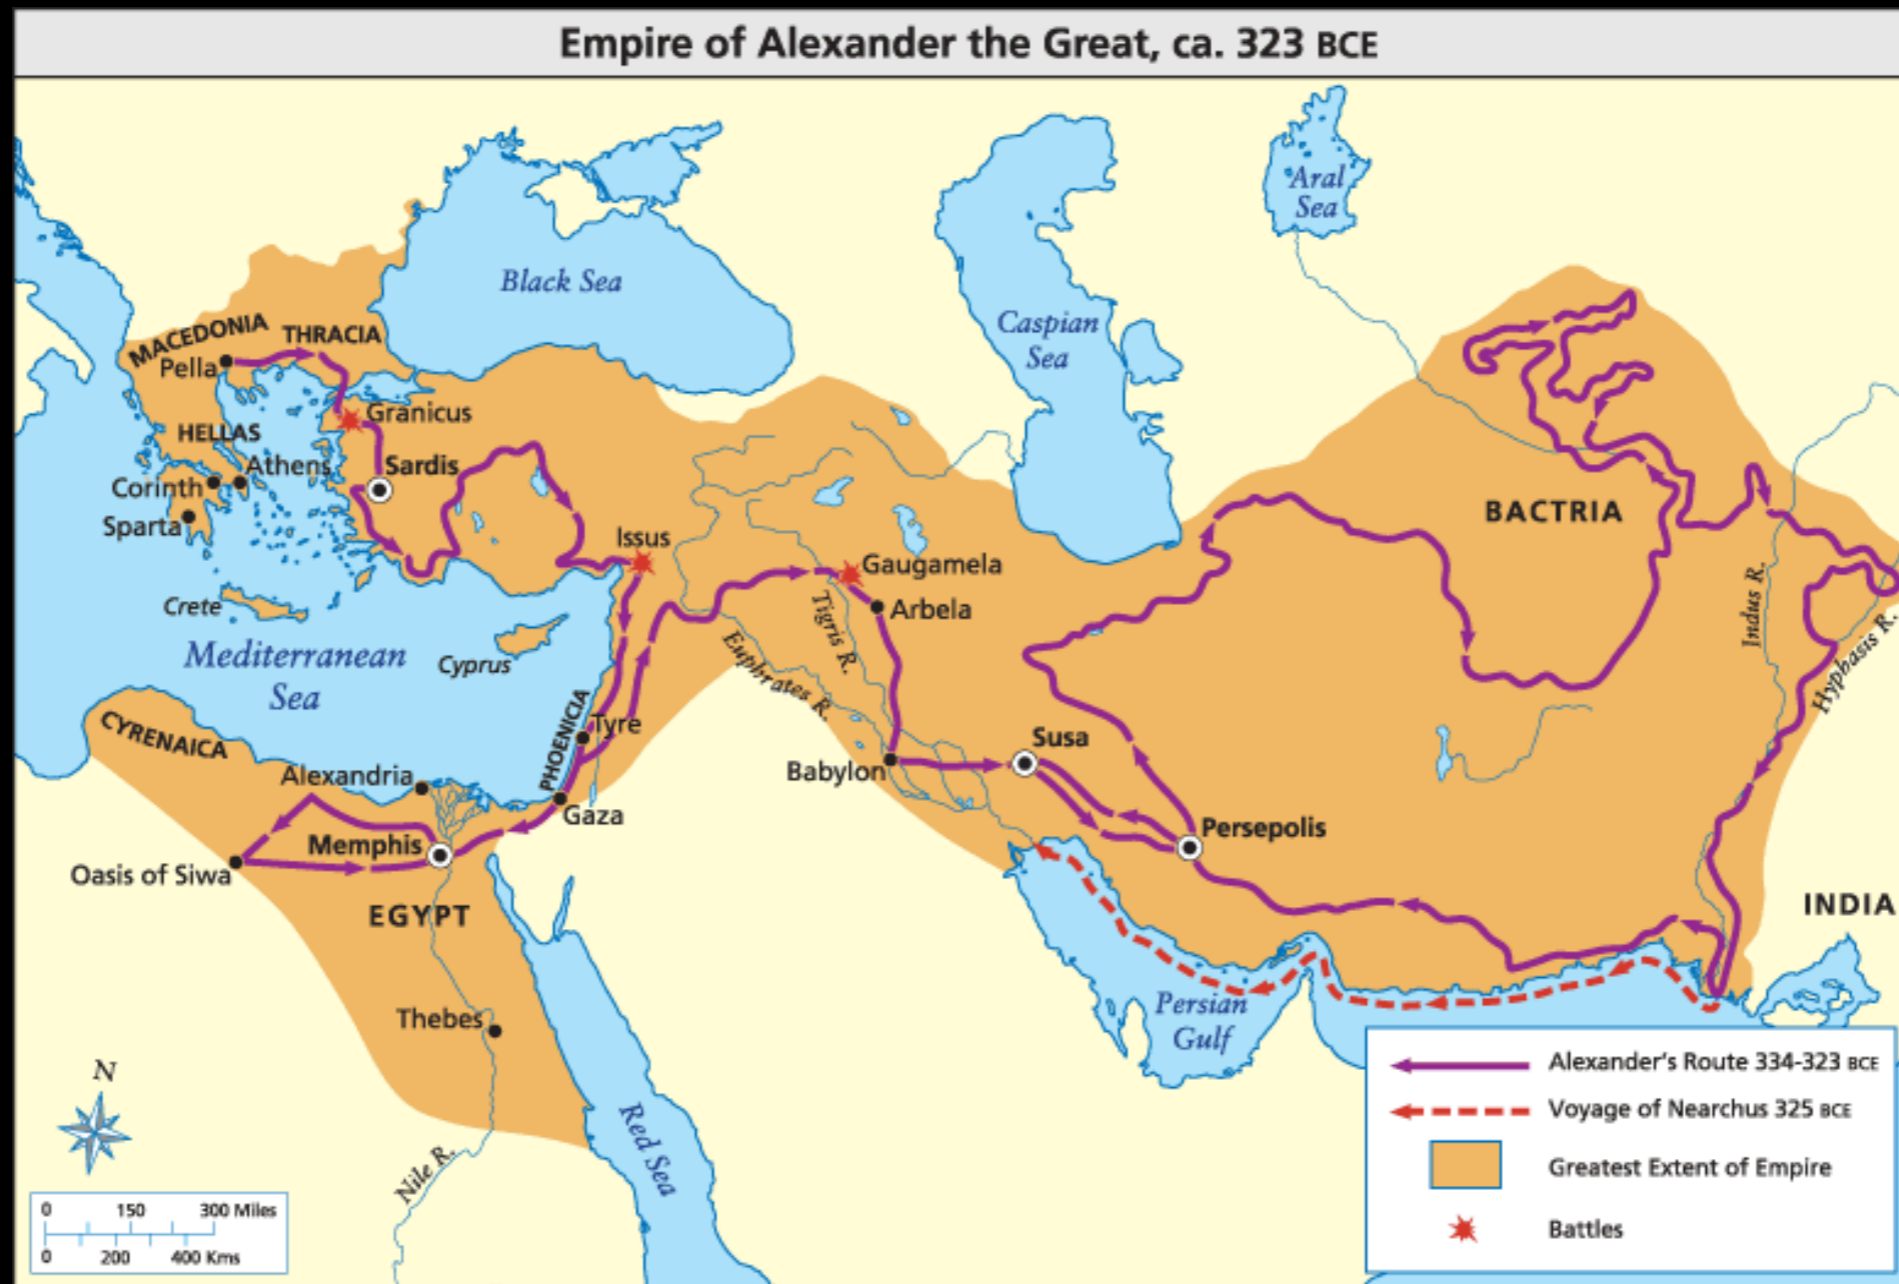 Empire of Alexander the Great, ca. 323 BCE
Aral
Sea
Black Sea
Caspian
Sea
MACEDONIA
THRACIA
Pella
Granicus
HELLAS
Athens
Sardis
Corinth
Sparta
BACTRIA
Issus
Gaugamela
Arbela
Crete
Mediterranean
Sea
Cyprus
Tigris R.
Euphrates R.
Indus R.
Hyphasis R.
CYRENAICA
PHOENICIA
Tyre
Susa
Babylon
Alexandria
Gaza
Persepolis
Memphis
Oasis of Siwa
EGYPT
INDIA
Thebes
Persian
Gulf
Red Sea
Nile R.
N
0 150 300 Miles
0 200 400 Kms
Alexander's Route 334-323 BCE
Voyage of Nearchus 325 BCE
Greatest Extent of Empire
Battles